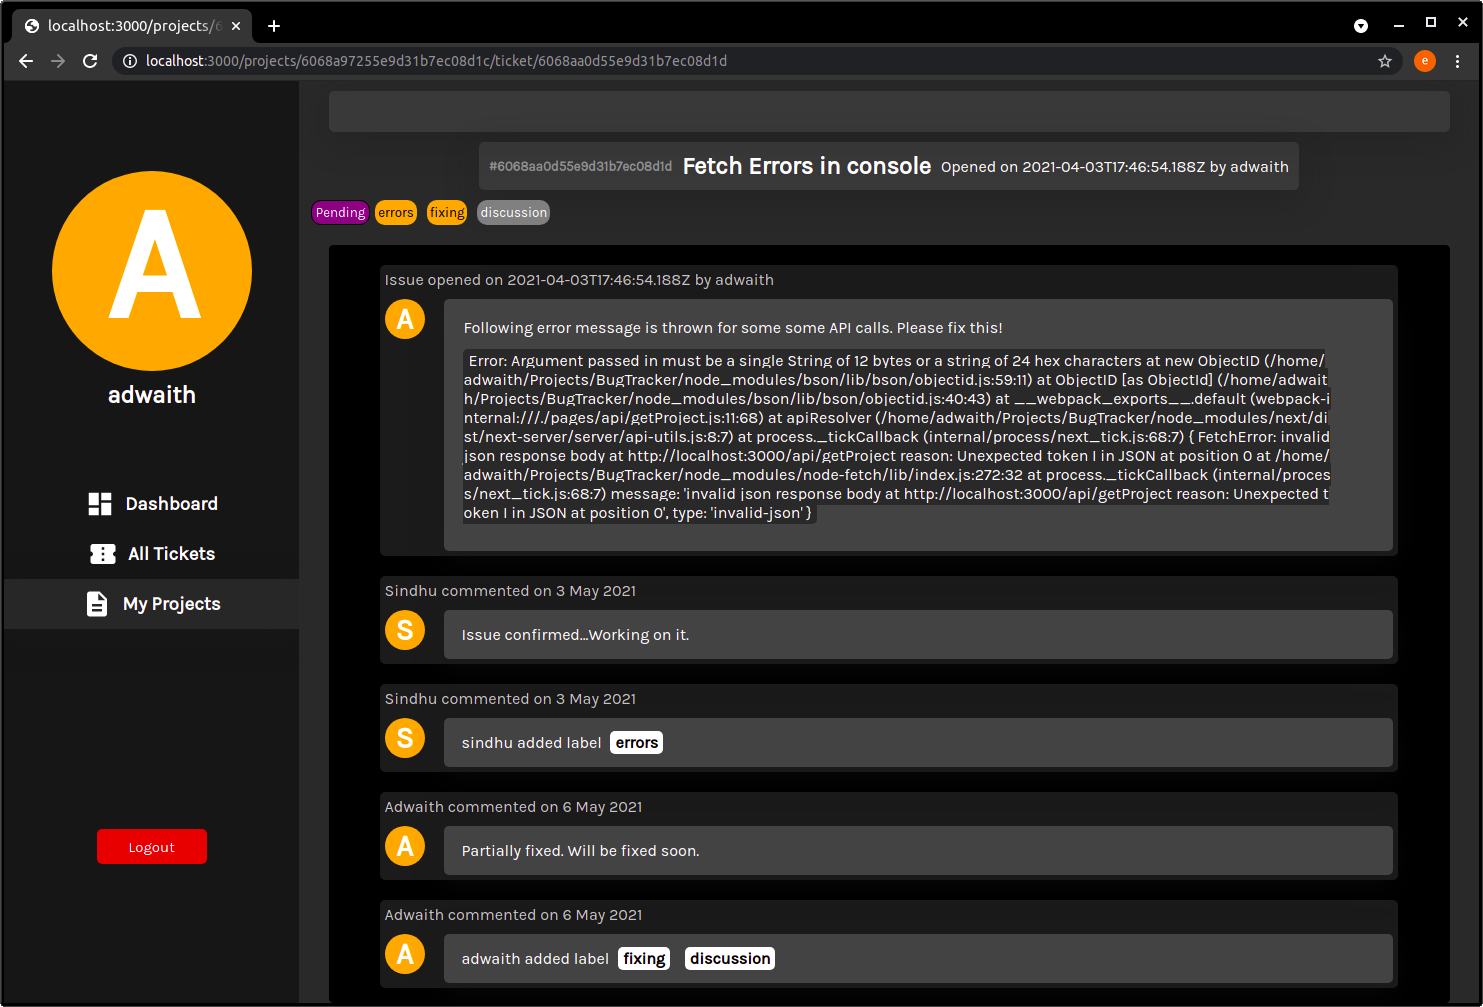 localhost:3000/projects/6
localhost:3000/projects/6068a97255e9d31b7ec08d1c/ticket/6068aa0d55e9d31b7ec08d1d
e
A
adwaith
Dashboard
All Tickets
My Projects
Logout
#6068aa0d55e9d31b7ec08d1d Fetch Errors in console Opened on 2021-04-03T17:46:54.188Z by adwaith
Pending errors fixing discussion
Issue opened on 2021-04-03T17:46:54.188Z by adwaith
A
Following error message is thrown for some some API calls. Please fix this!
Error: Argument passed in must be a single String of 12 bytes or a string of 24 hex characters at new ObjectID (/home/
adwaith/Projects/BugTracker/node_modules/bson/lib/bson/objectid.js:59:11) at ObjectID [as ObjectId] (/home/adwait
h/Projects/BugTracker/node_modules/bson/lib/bson/objectid.js:40:43) at __webpack_exports__.default (webpack-i
nternal:///./pages/api/getProject.js:11:68) at apiResolver (/home/adwaith/Projects/BugTracker/node_modules/next/di
st/next-server/server/api-utils.js:8:7) at process._tickCallback (internal/process/next_tick.js:68:7) { FetchError: invalid
json response body at http://localhost:3000/api/getProject reason: Unexpected token I in JSON at position 0 at /home/
adwaith/Projects/BugTracker/node_modules/node-fetch/lib/index.js:272:32 at process._tickCallback (internal/proces
s/next_tick.js:68:7) message: 'invalid json response body at http://localhost:3000/api/getProject reason: Unexpected t
oken I in JSON at position 0', type: 'invalid-json' }
Sindhu commented on 3 May 2021
S
Issue confirmed...Working on it.
Sindhu commented on 3 May 2021
S
sindhu added label errors
Adwaith commented on 6 May 2021
A
Partially fixed. Will be fixed soon.
Adwaith commented on 6 May 2021
A
adwaith added label fixing discussion